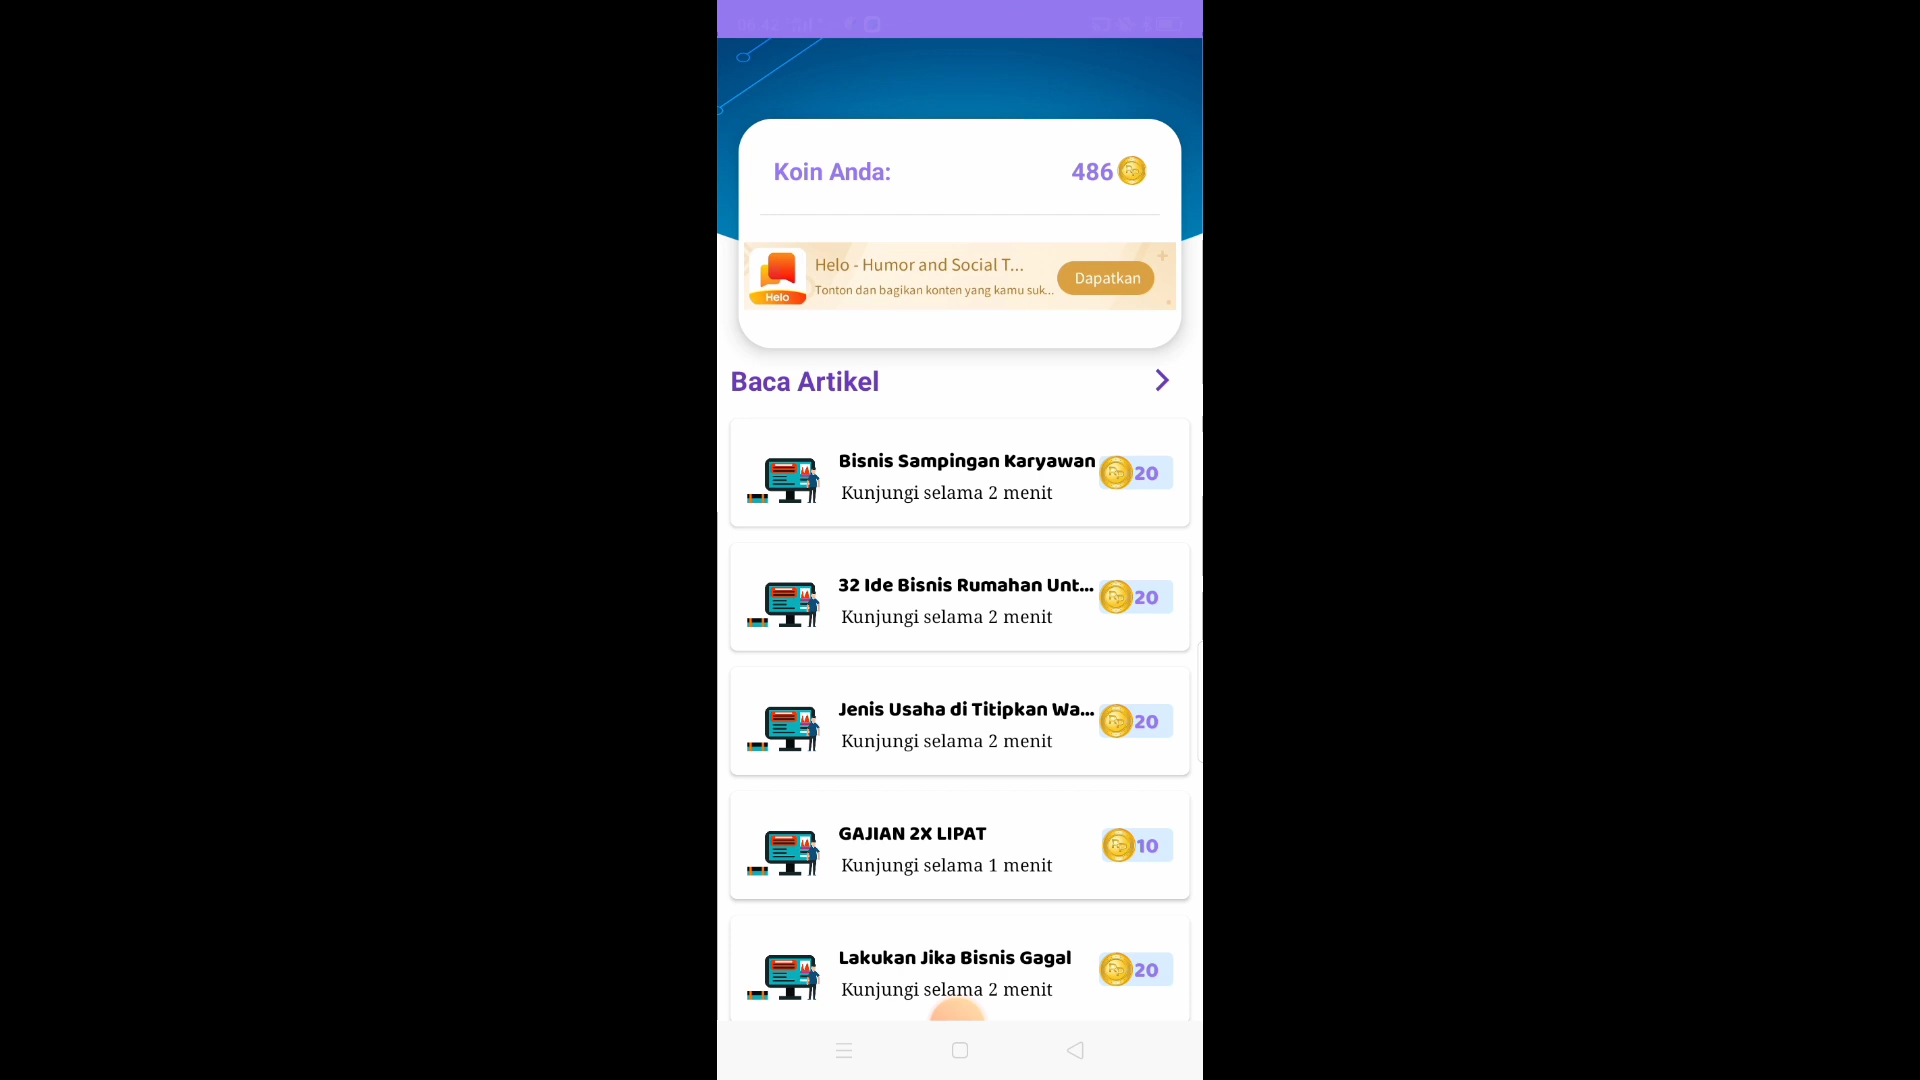 Koin Anda:
486
Helo - Humor and Social T...
Tonton dan bagikan konten yang kamu suk...
Dapatkan
Helo
Baca Artikel
Bisnis Sampingan Karyawan
20
Kunjungi selama 2 menit
32 Ide Bisnis Rumahan Unt...
20
Kunjungi selama 2 menit
Jenis Usaha di Titipkan Wa...
20
Kunjungi selama 2 menit
GAJIAN 2X LIPAT
10
Kunjungi selama 1 menit
Lakukan Jika Bisnis Gagal
20
Kunjungi selama 2 menit